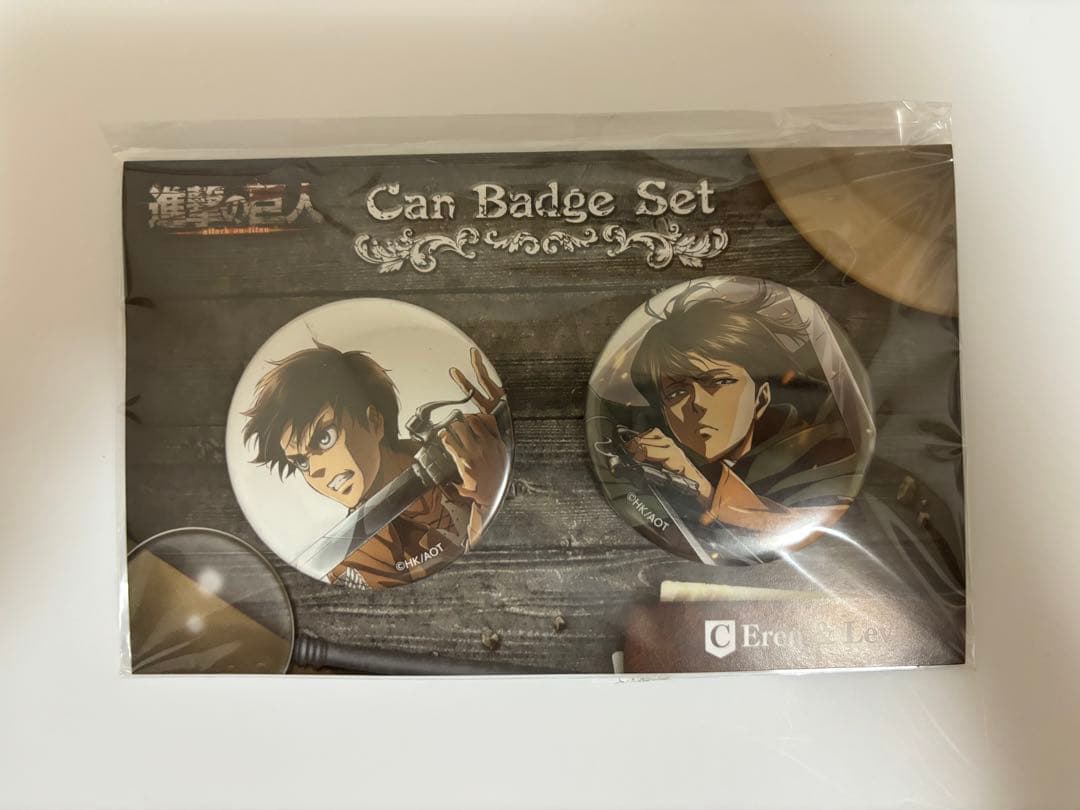 進撃の巨人
attack on titan
Can Badge Set
©HK/AOT
©HK/AOT
C Eren & Lev